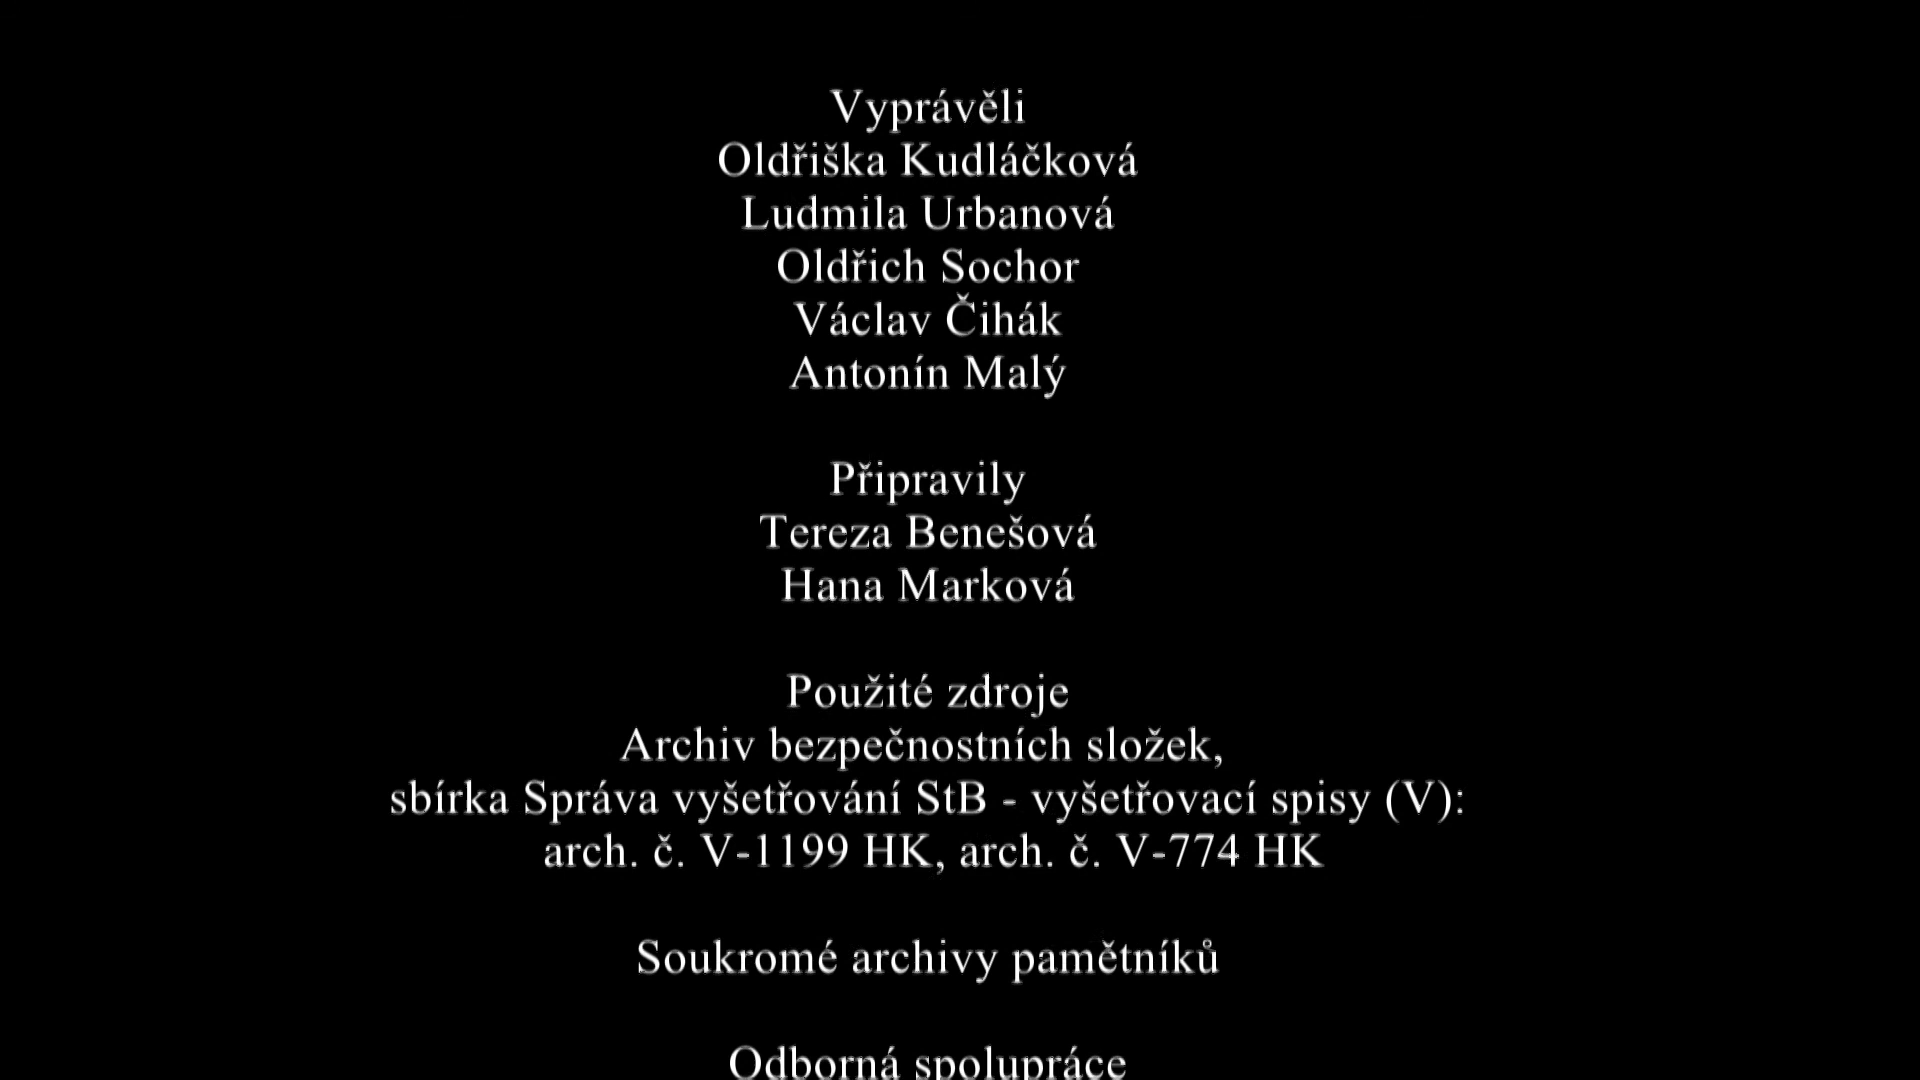 Vyprávěli
Oldřiška Kudláčková
Ludmila Urbanová
Oldřich Sochor
Václav Čihák
Antonín Malý
Připravily
Tereza Benešová
Hana Marková
Použité zdroje
Archiv bezpečnostních složek,
sbírka Správa vyšetřování StB - vyšetřovací spisy (V):
arch. č. V-1199 HK, arch. č. V-774 HK
Soukromé archivy pamětníků
Odborná spolupráce